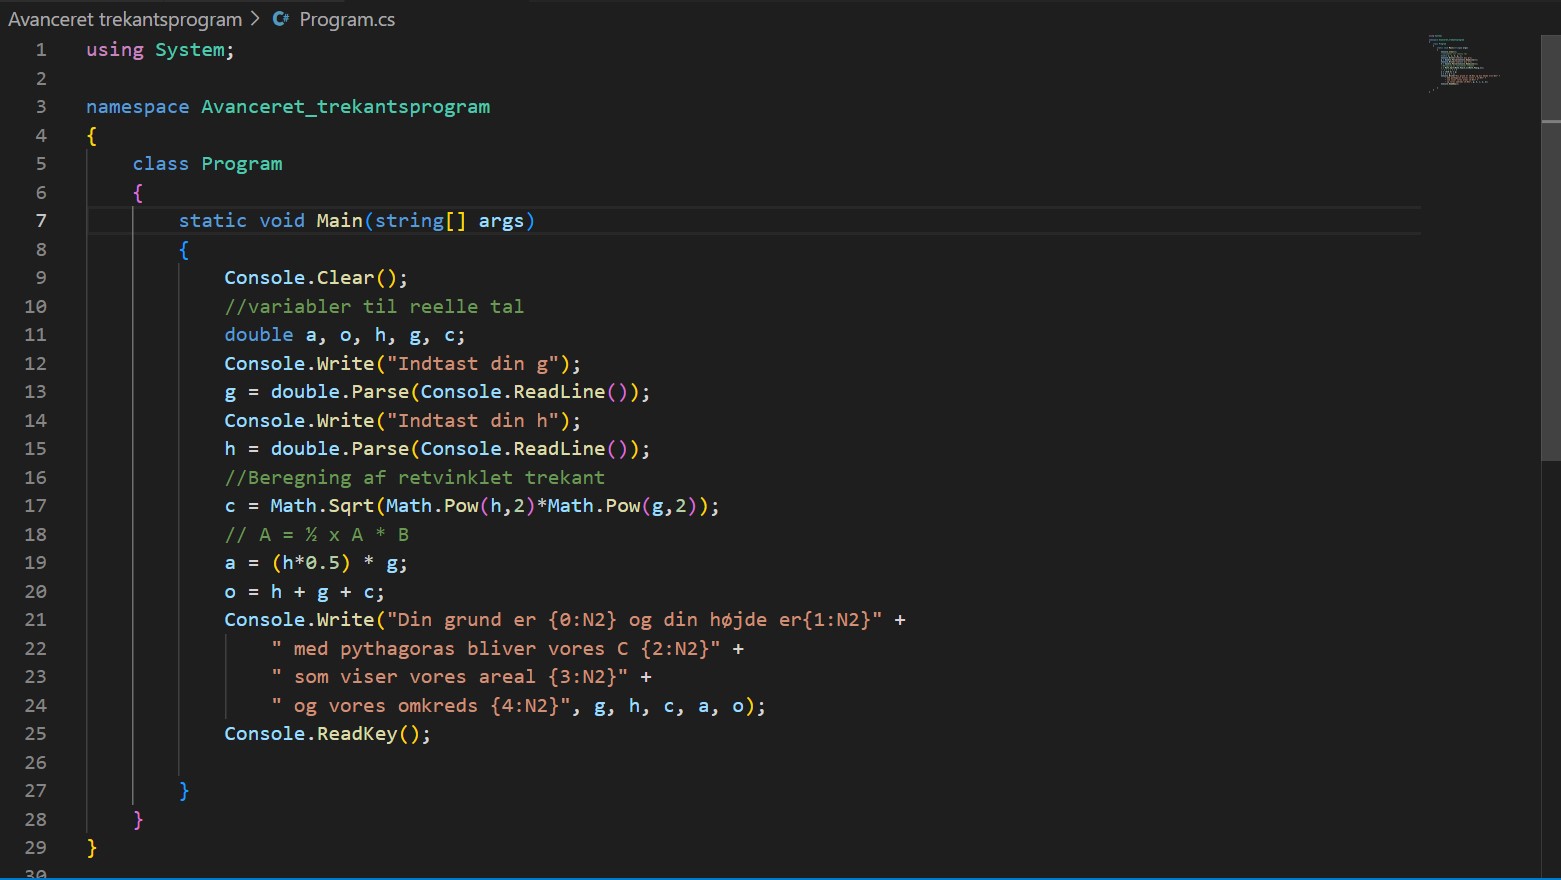 Avanceret trekantsprogram > C# Program.cs
1 using System;
2
3 namespace Avanceret_trekantsprogram
4 {
5 class Program
6 {
7 static void Main(string[] args)
8 {
9 Console.Clear();
10 //variabler til reelle tal
11 double a, o, h, g, c;
12 Console.Write("Indtast din g");
13 g = double.Parse(Console.ReadLine());
14 Console.Write("Indtast din h");
15 h = double.Parse(Console.ReadLine());
16 //Beregning af retvinklet trekant
17 c = Math.Sqrt(Math.Pow(h,2)*Math.Pow(g,2));
18 // A = ½ x A * B
19 a = (h*0.5) * g;
20 o = h + g + c;
21 Console.Write("Din grund er {0:N2} og din højde er{1:N2}" +
22 " med pythagoras bliver vores C {2:N2}" +
23 " som viser vores areal {3:N2}" +
24 " og vores omkreds {4:N2}", g, h, c, a, o);
25 Console.ReadKey();
26
27 }
28 }
29 }
30